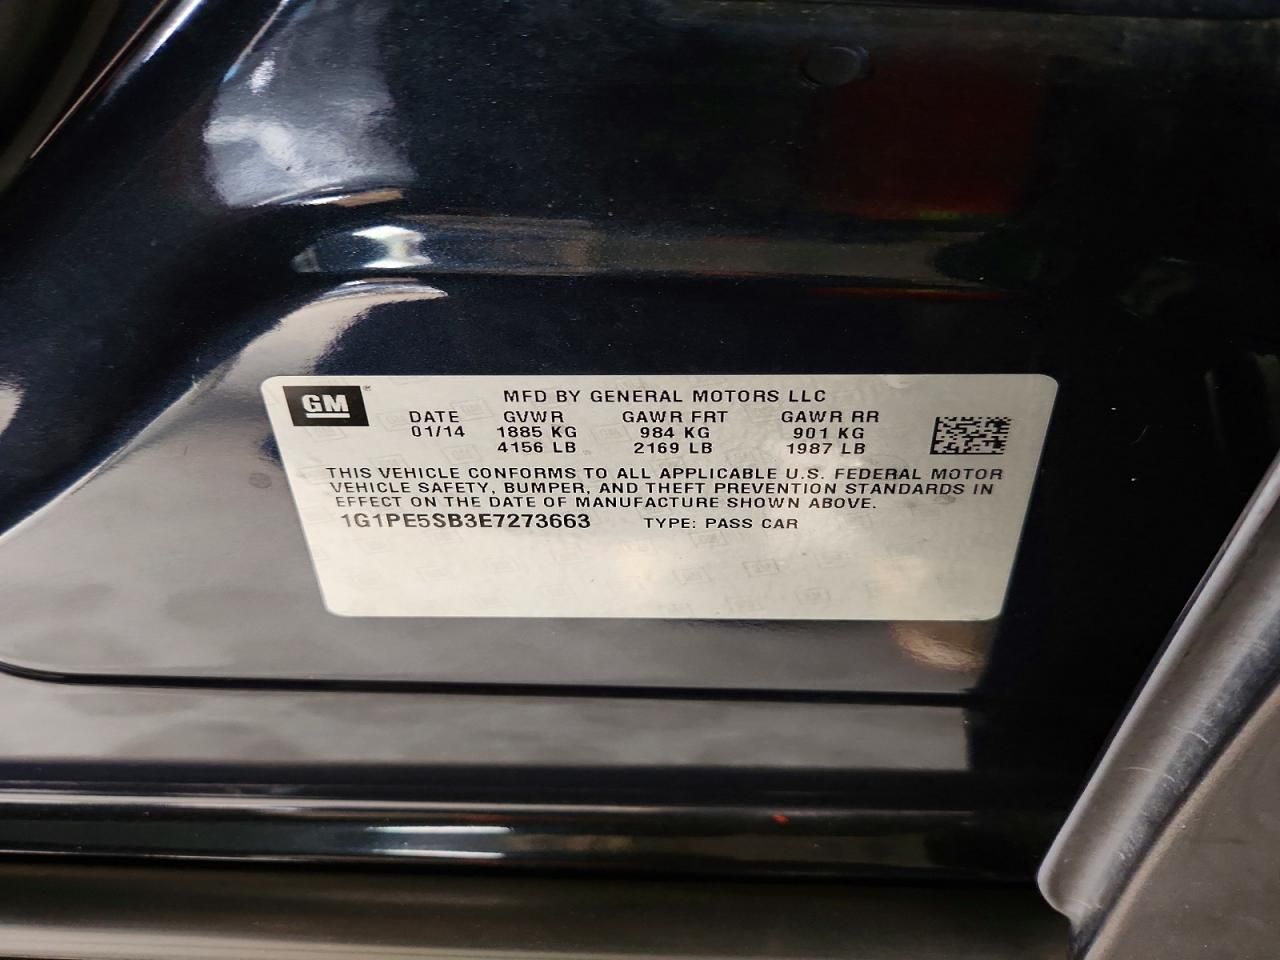 GM
MFD BY GENERAL MOTORS LLC
DATE GVWR GAWR FRT GAWR RR
01/14 1885 KG 984 KG 901 KG
4156 LB 2169 LB 1987 LB
THIS VEHICLE CONFORMS TO ALL APPLICABLE U.S. FEDERAL MOTOR
VEHICLE SAFETY, BUMPER, AND THEFT PREVENTION STANDARDS IN
EFFECT ON THE DATE OF MANUFACTURE SHOWN ABOVE.
1G1PE5SB3E7273663 TYPE: PASS CAR